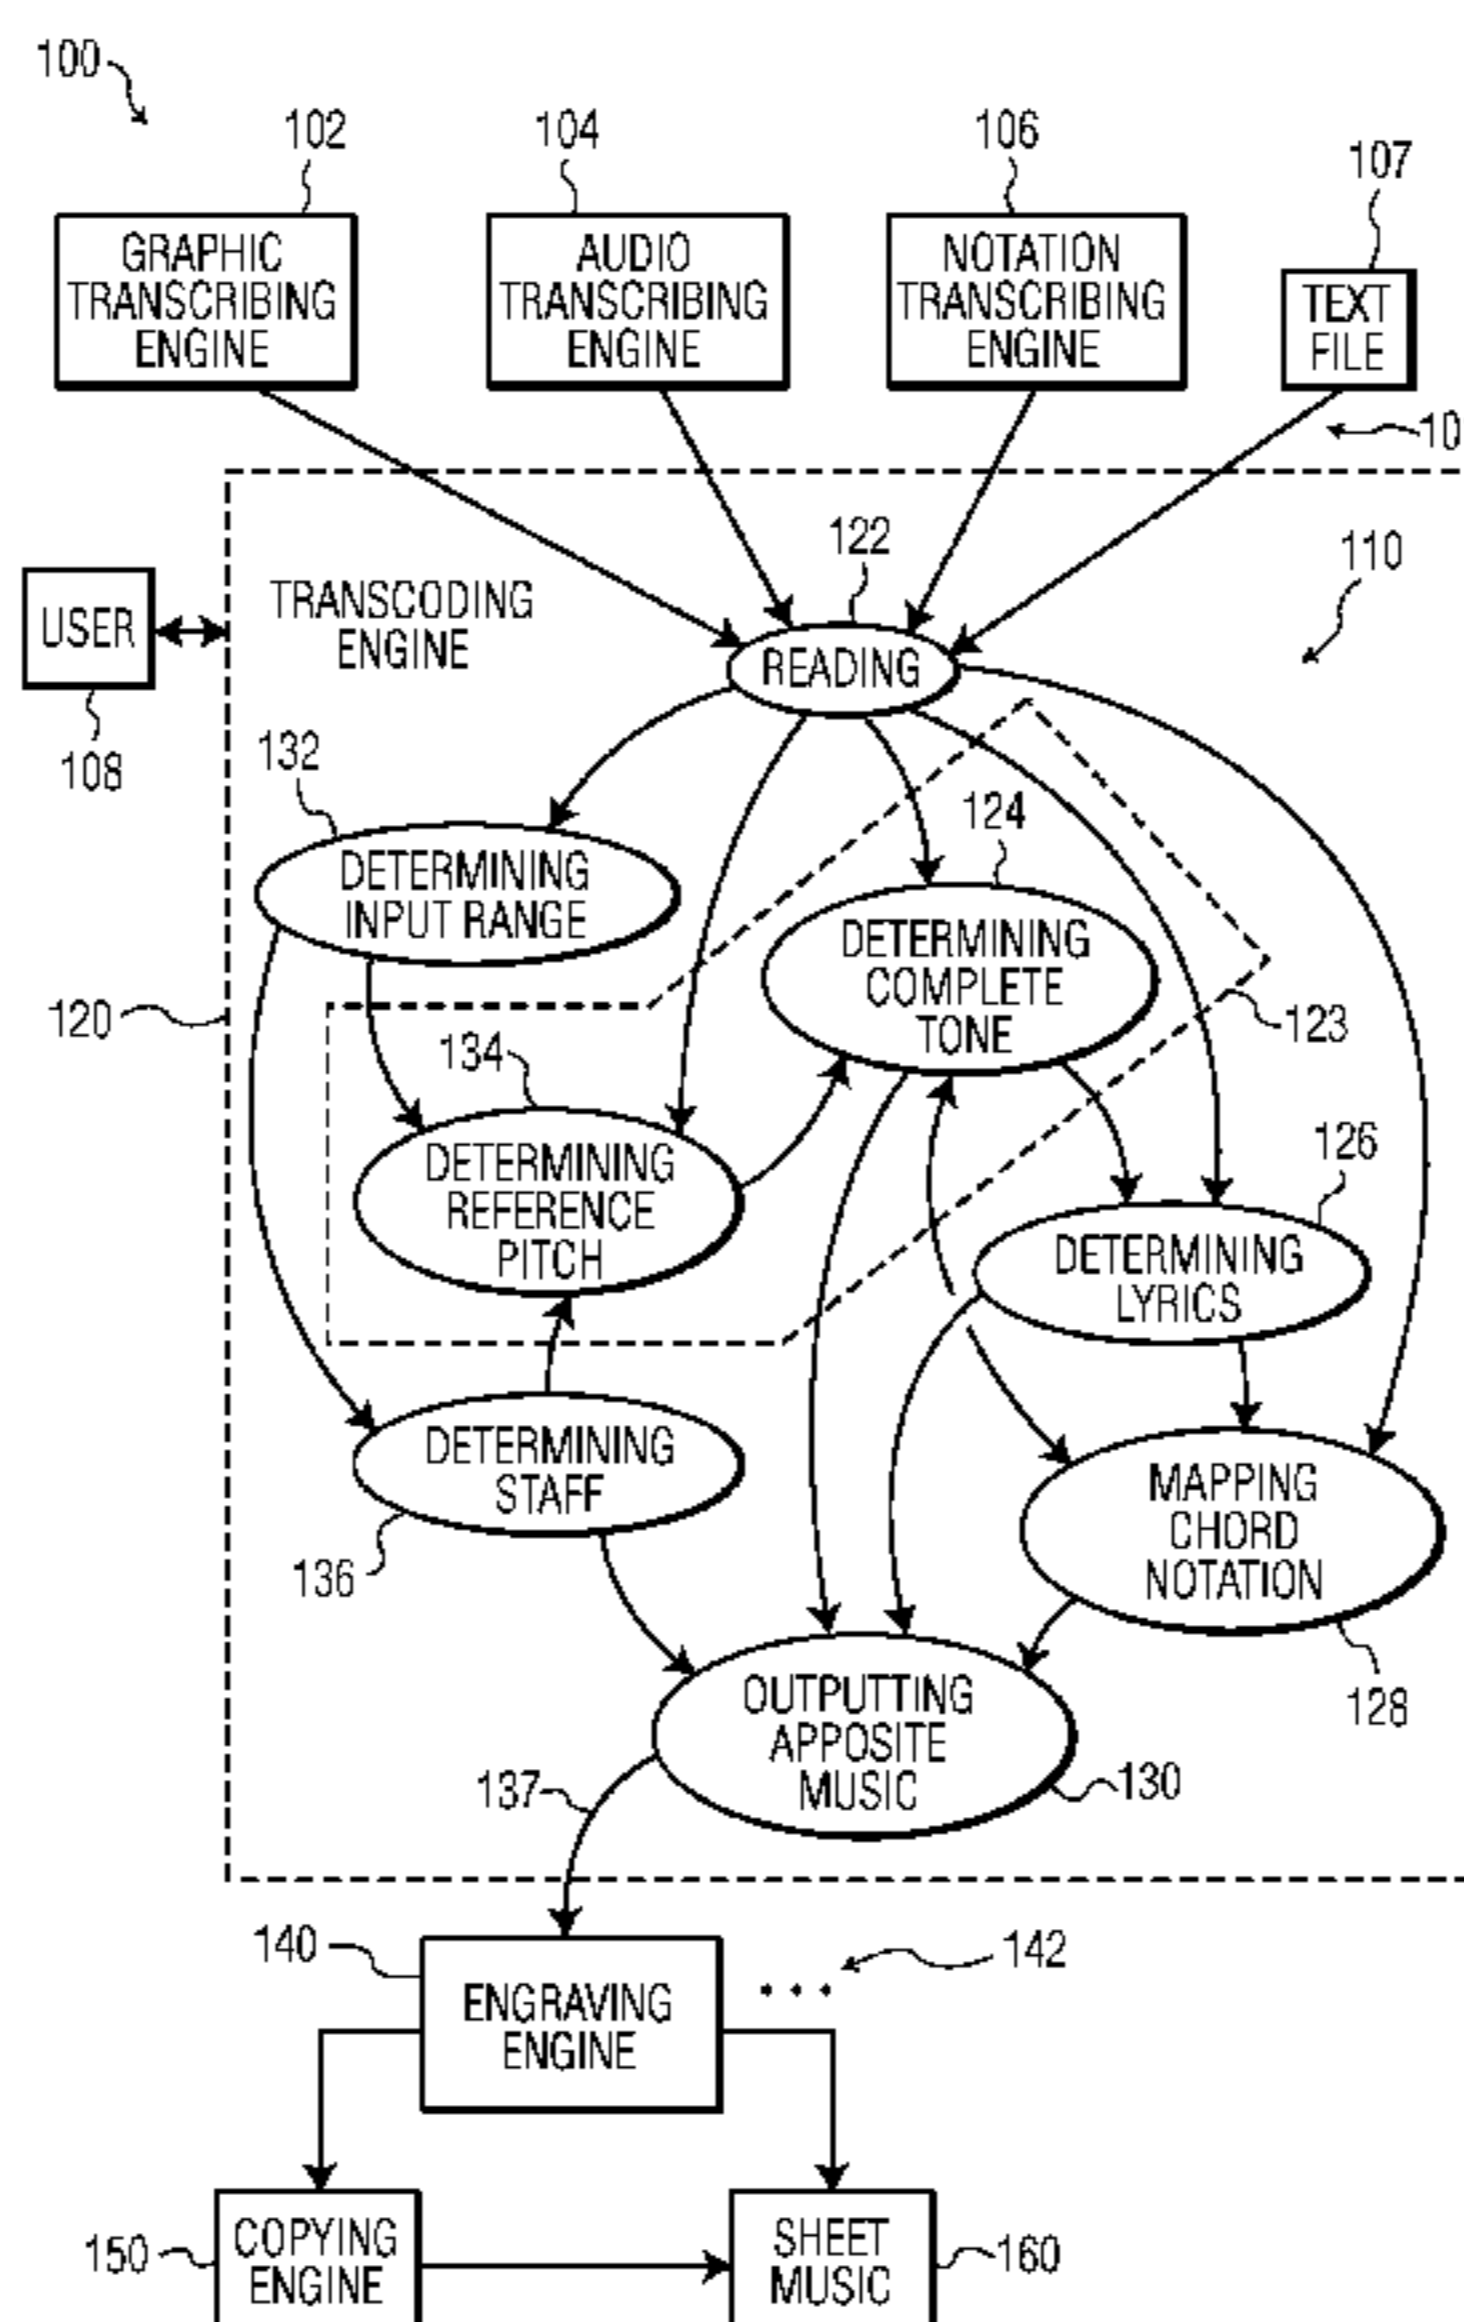 100
102
104
106
107
GRAPHIC
TRANSCRIBING
ENGINE
AUDIO
TRANSCRIBING
ENGINE
NOTATION
TRANSCRIBING
ENGINE
TEXT
FILE
10
122
110
USER
TRANSCODING
ENGINE
READING
108
132
124
DETERMINING
INPUT RANGE
DETERMINING
COMPLETE
TONE
120
123
134
DETERMINING
REFERENCE
PITCH
126
DETERMINING
LYRICS
DETERMINING
STAFF
MAPPING
CHORD
NOTATION
136
128
OUTPUTTING
APPOSITE
MUSIC
137
130
140
142
ENGRAVING
ENGINE
...
150
COPYING
ENGINE
SHEET
MUSIC
160